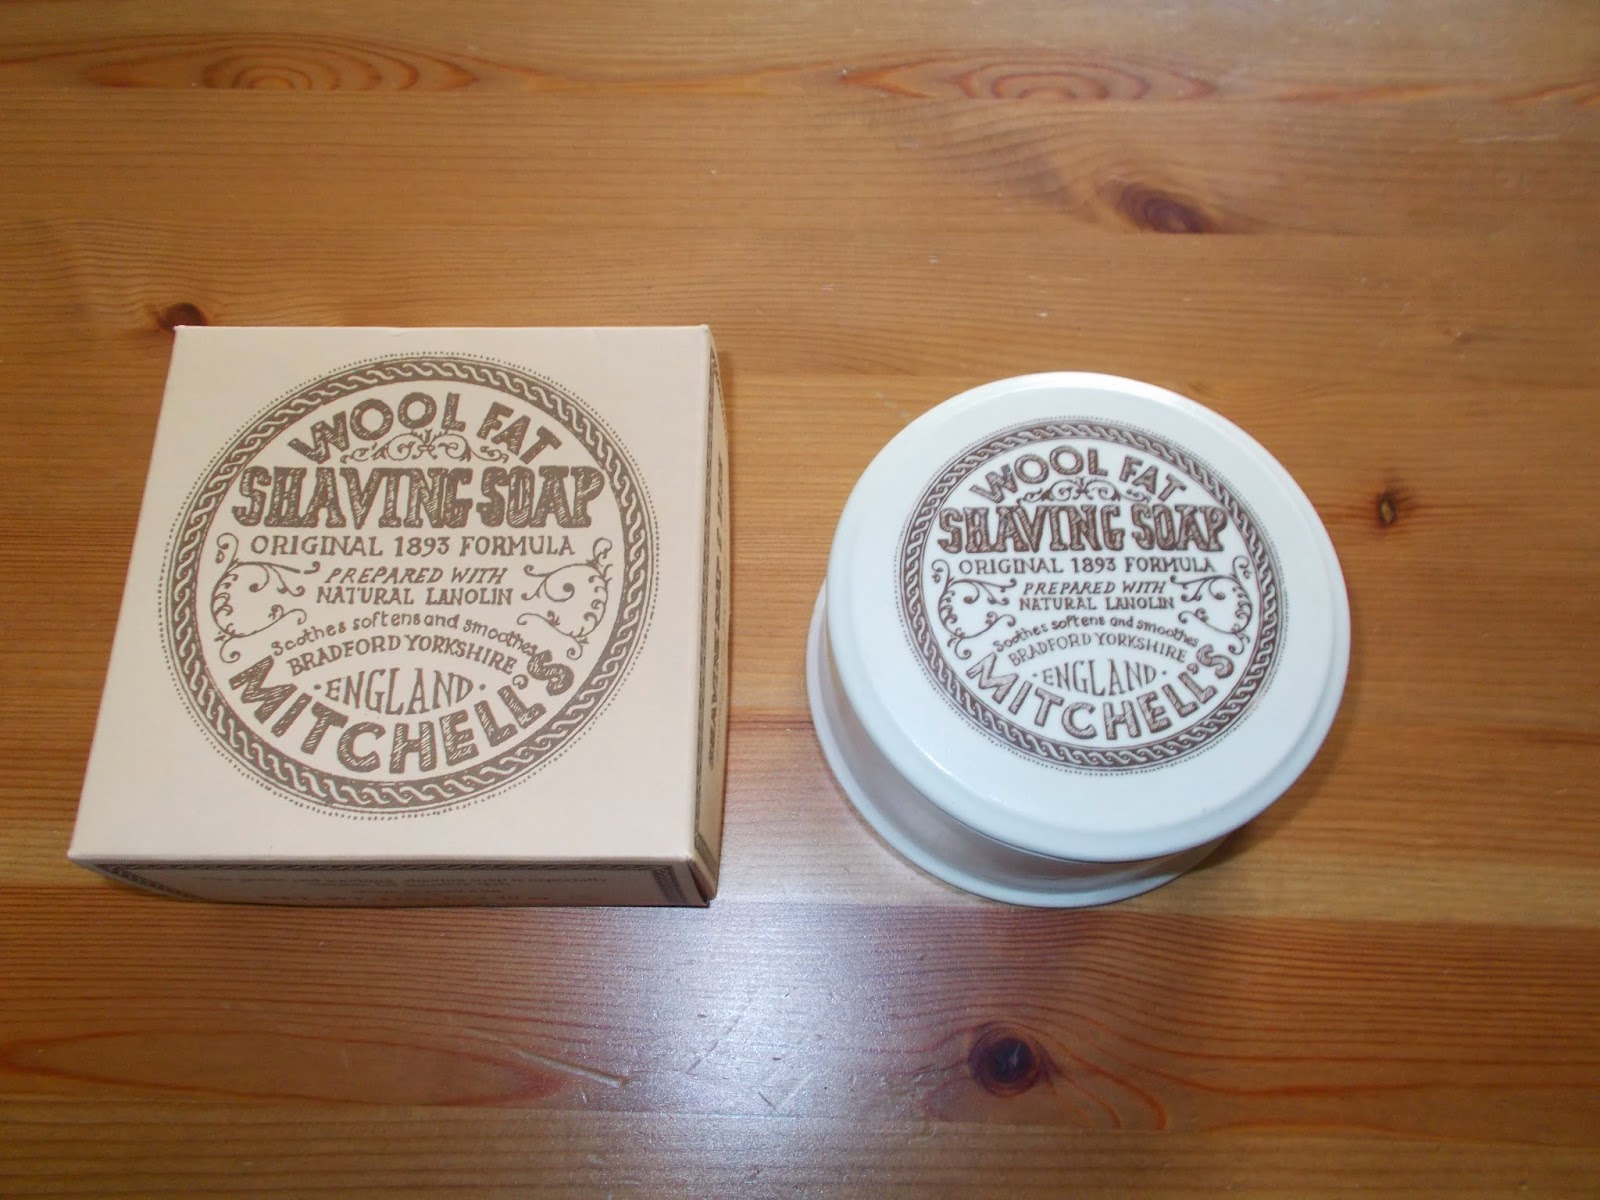 WOOL FAT
SHAVING SOAP
ORIGINAL 1893 FORMULA
PREPARED WITH
NATURAL LANOLIN
Soothes softens and smoothes
BRADFORD YORKSHIRE
·ENGLAND·
MITCHELL'S
WOOL FAT
SHAVING SOAP
ORIGINAL 1893 FORMULA
PREPARED WITH
NATURAL LANOLIN
Soothes softens and smoothes
BRADFORD YORKSHIRE
·ENGLAND·
MITCHELL'S